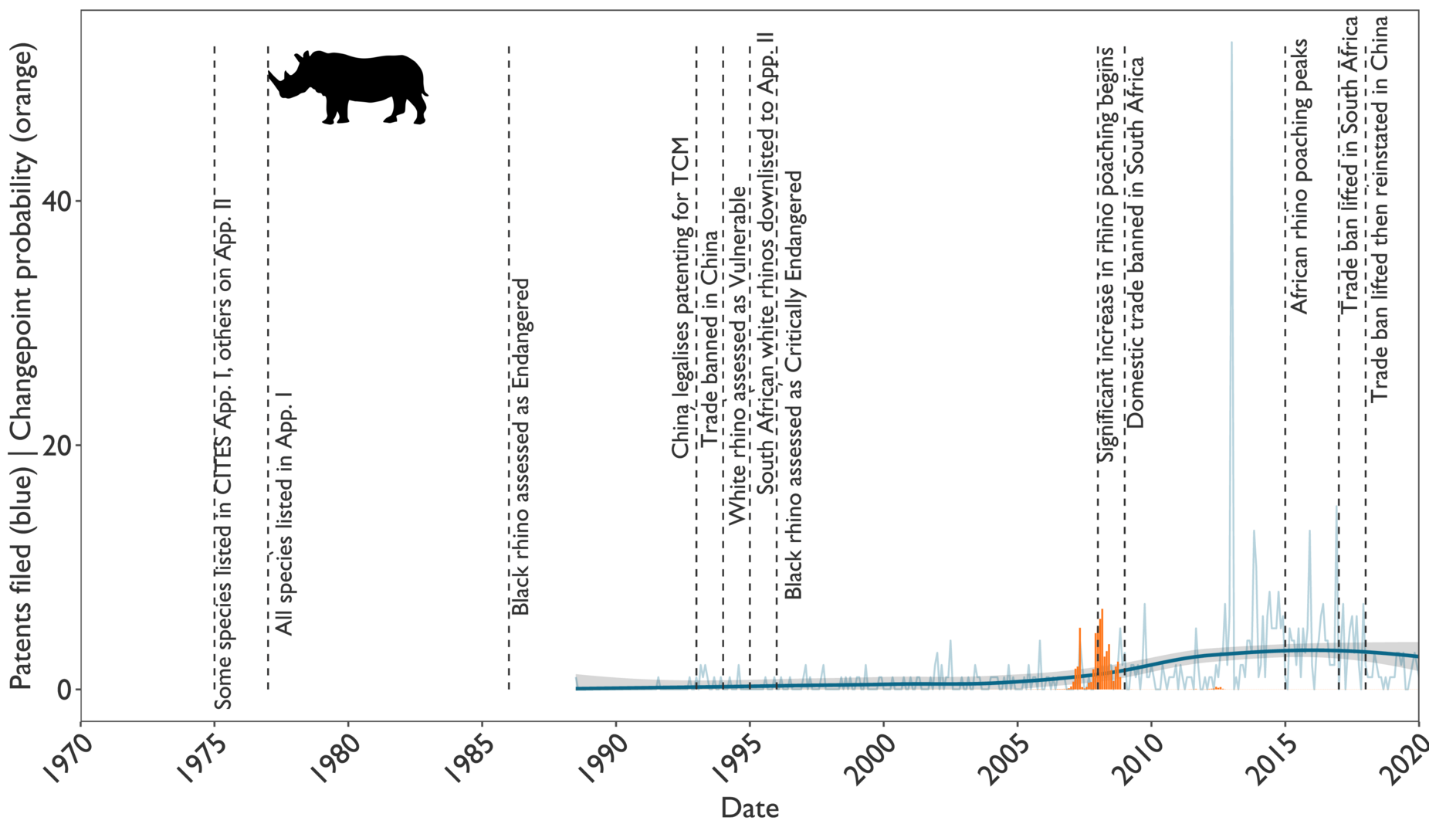 Patents filed (blue) | Changepoint probability (orange)
40
20
0
Some species listed in CITES App. I, others on App. II
All species listed in App. I
Black rhino assessed as Endangered
China legalises patenting for TCM
Trade banned in China
White rhino assessed as Vulnerable
South African white rhinos downlisted to App. II
Black rhino assessed as Critically Endangered
Significant increase in rhino poaching begins
Domestic trade banned in South Africa
African rhino poaching peaks
Trade ban lifted in South Africa
Trade ban lifted then reinstated in China
1970
1975
1980
1985
1990
1995
2000
2005
2010
2015
2020
Date